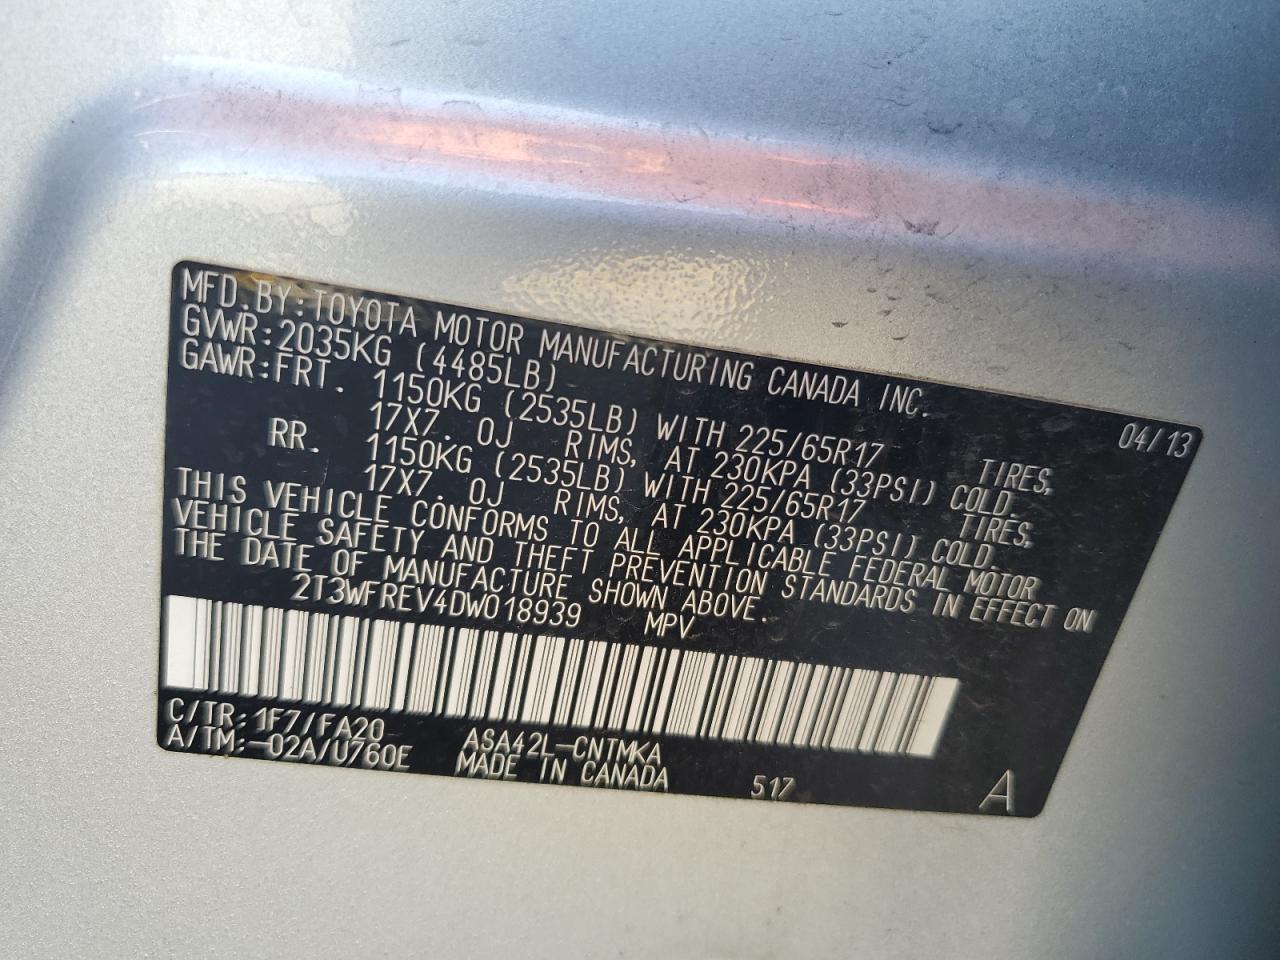 MFD. BY: TOYOTA MOTOR MANUFACTURING CANADA INC.
GVWR: 2035KG (4485LB) 04/13
GAWR: FRT. 1150KG (2535LB) WITH 225/65R17 TIRES,
17X7. 0J RIMS, AT 230KPA (33PSI) COLD.
RR. 1150KG (2535LB) WITH 225/65R17 TIRES,
17X7. 0J RIMS, AT 230KPA (33PSI) COLD.
THIS VEHICLE CONFORMS TO ALL APPLICABLE FEDERAL MOTOR
VEHICLE SAFETY AND THEFT PREVENTION STANDARDS IN EFFECT ON
THE DATE OF MANUFACTURE SHOWN ABOVE.
2T3WFREV4DW018939 MPV
C/TR: 1F7/FA20 ASA42L-CNTMKA
A/TM: -02A/U760E MADE IN CANADA 517 A